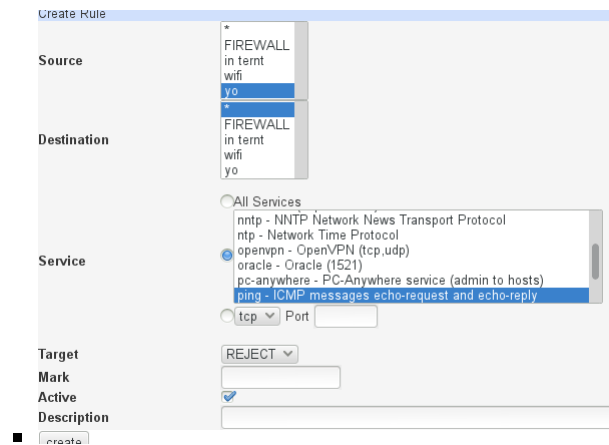 Create Rule
Source
*
FIREWALL
in ternt
wifi
yo
Destination
*
FIREWALL
in ternt
wifi
yo
Service
All Services
nntp - NNTP Network News Transport Protocol
ntp - Network Time Protocol
openvpn - OpenVPN (tcp,udp)
oracle - Oracle (1521)
pc-anywhere - PC-Anywhere service (admin to hosts)
ping - ICMP messages echo-request and echo-reply
tcp Port
Target REJECT
Mark
Active
Description
create